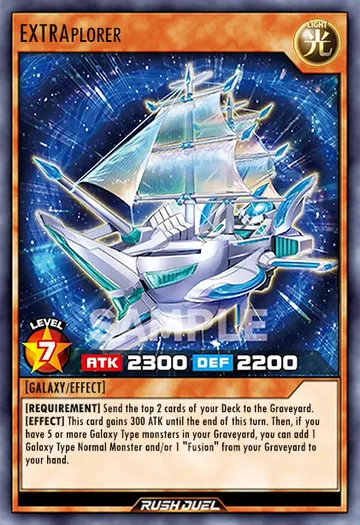 EXTRAPLORER
LIGHT
光
SAMPLE
LEVEL
7
ATK 2300 DEF 2200
[GALAXY/EFFECT]
[REQUIREMENT] Send the top 2 cards of your Deck to the Graveyard.
[EFFECT] This card gains 300 ATK until the end of this turn. Then, if you
have 5 or more Galaxy Type monsters in your Graveyard, you can add 1
Galaxy Type Normal Monster and/or 1 "Fusion" from your Graveyard to
your hand.
RUSH DUEL